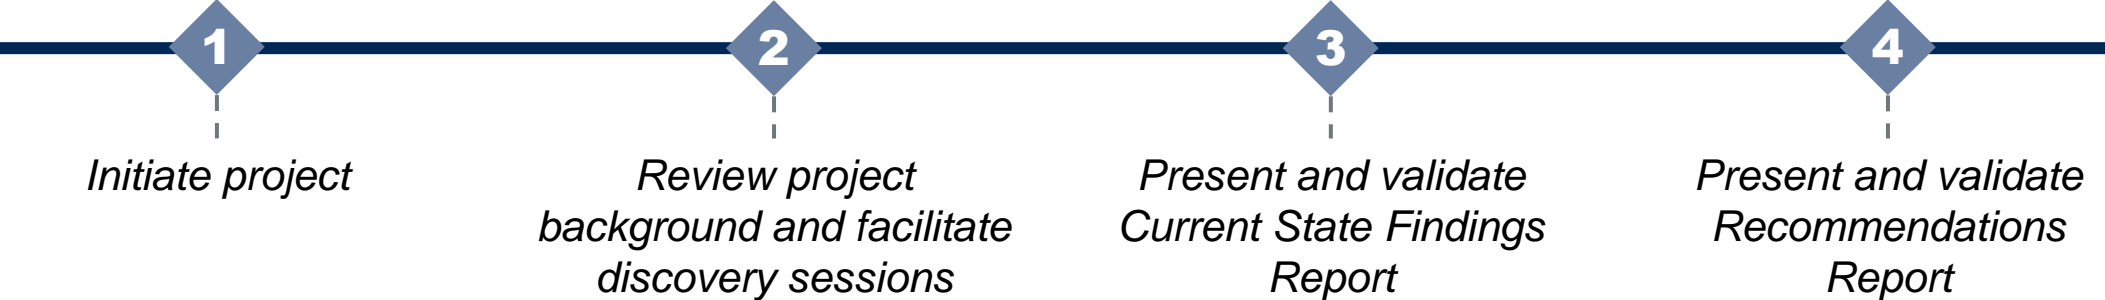 1
Initiate project
2
Review project
background and facilitate
discovery sessions
3
Present and validate
Current State Findings
Report
4
Present and validate
Recommendations
Report